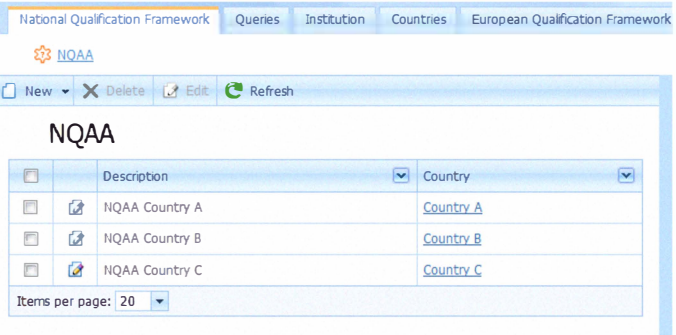 National Qualification Framework Queries Institution Countries European Qualification Framework
NQAA
New Delete Edit Refresh
NQAA
Description Country
NQAA Country A Country A
NQAA Country B Country B
NQAA Country C Country C
Items per page: 20